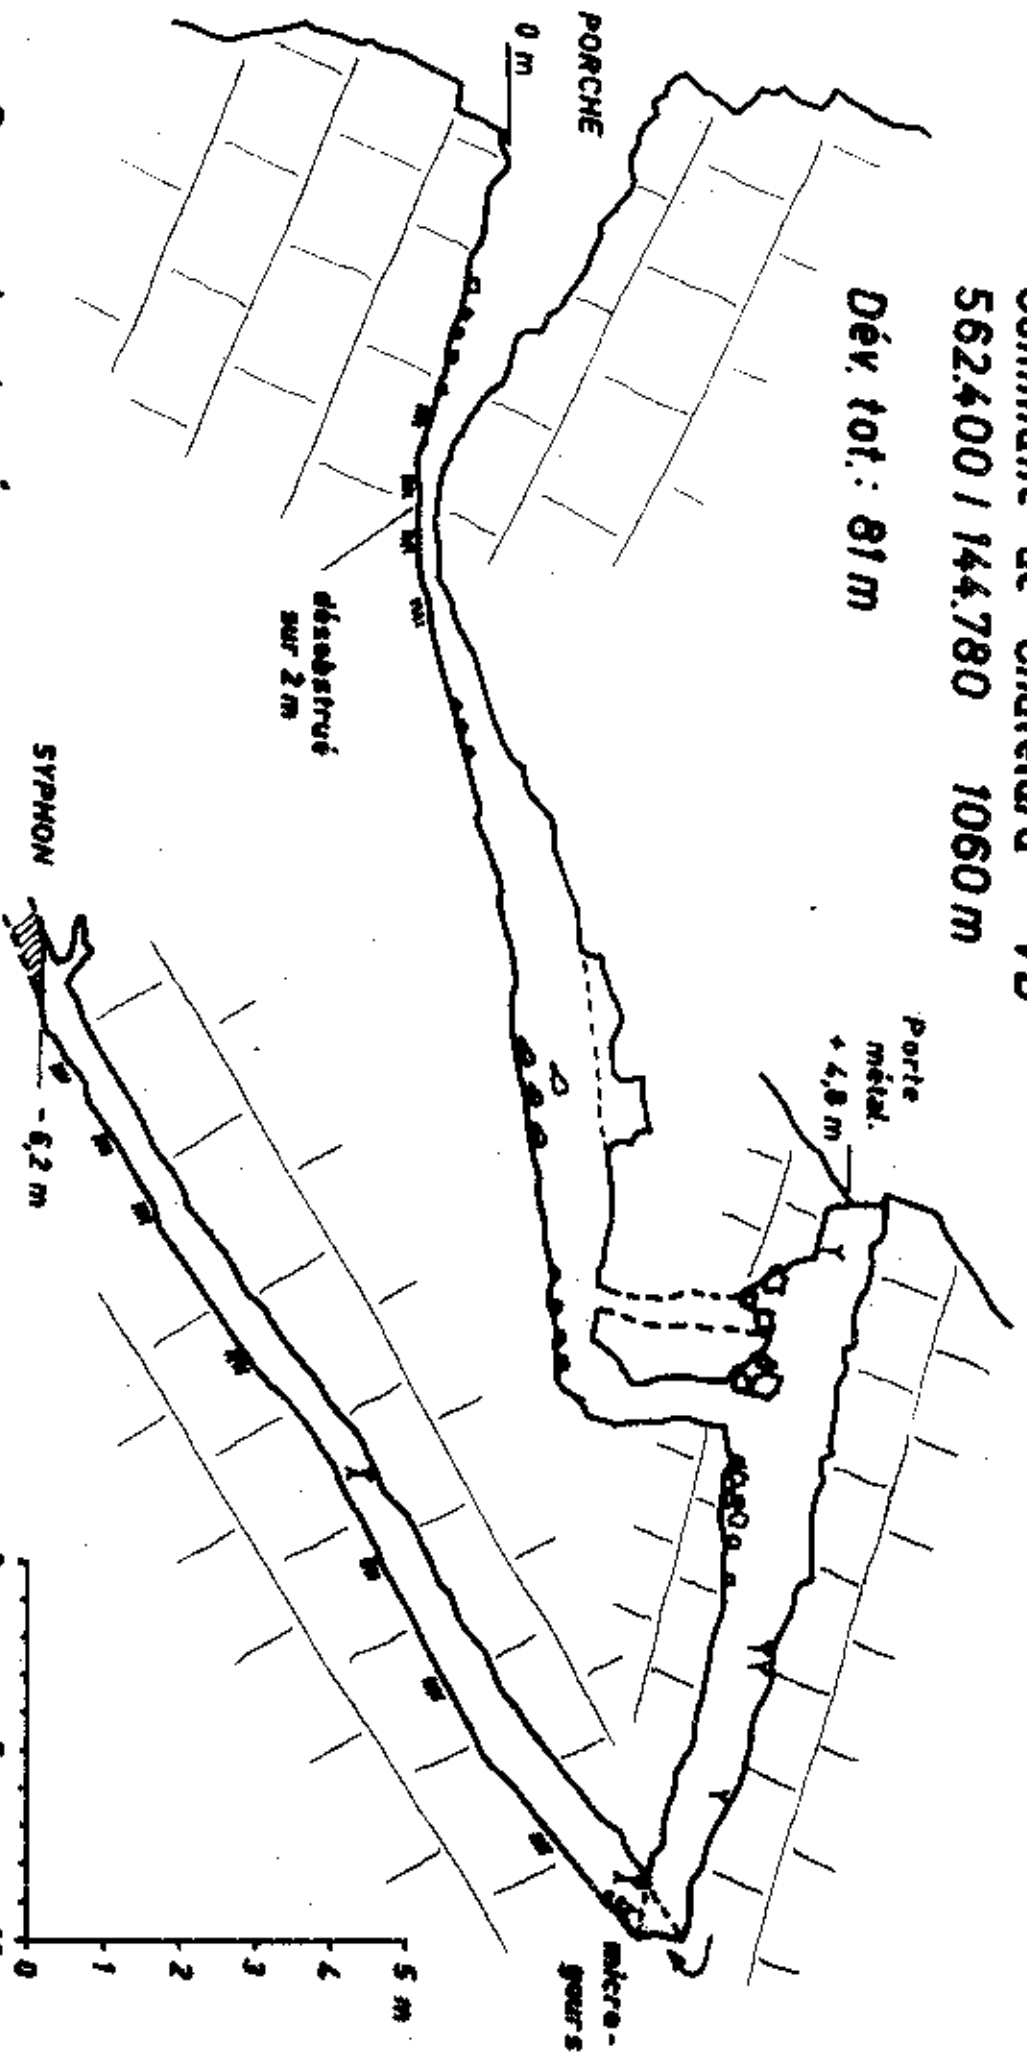 562.400 / 144.780 1060 m
Dév. tot.: 81 m
PORCHE
0 m
Porte
métal.
+ 4,8 m
désobstrué
sur 2 m
SYPHON
- 6,2 m
micro-
gours
5 m
4
3
2
1
0